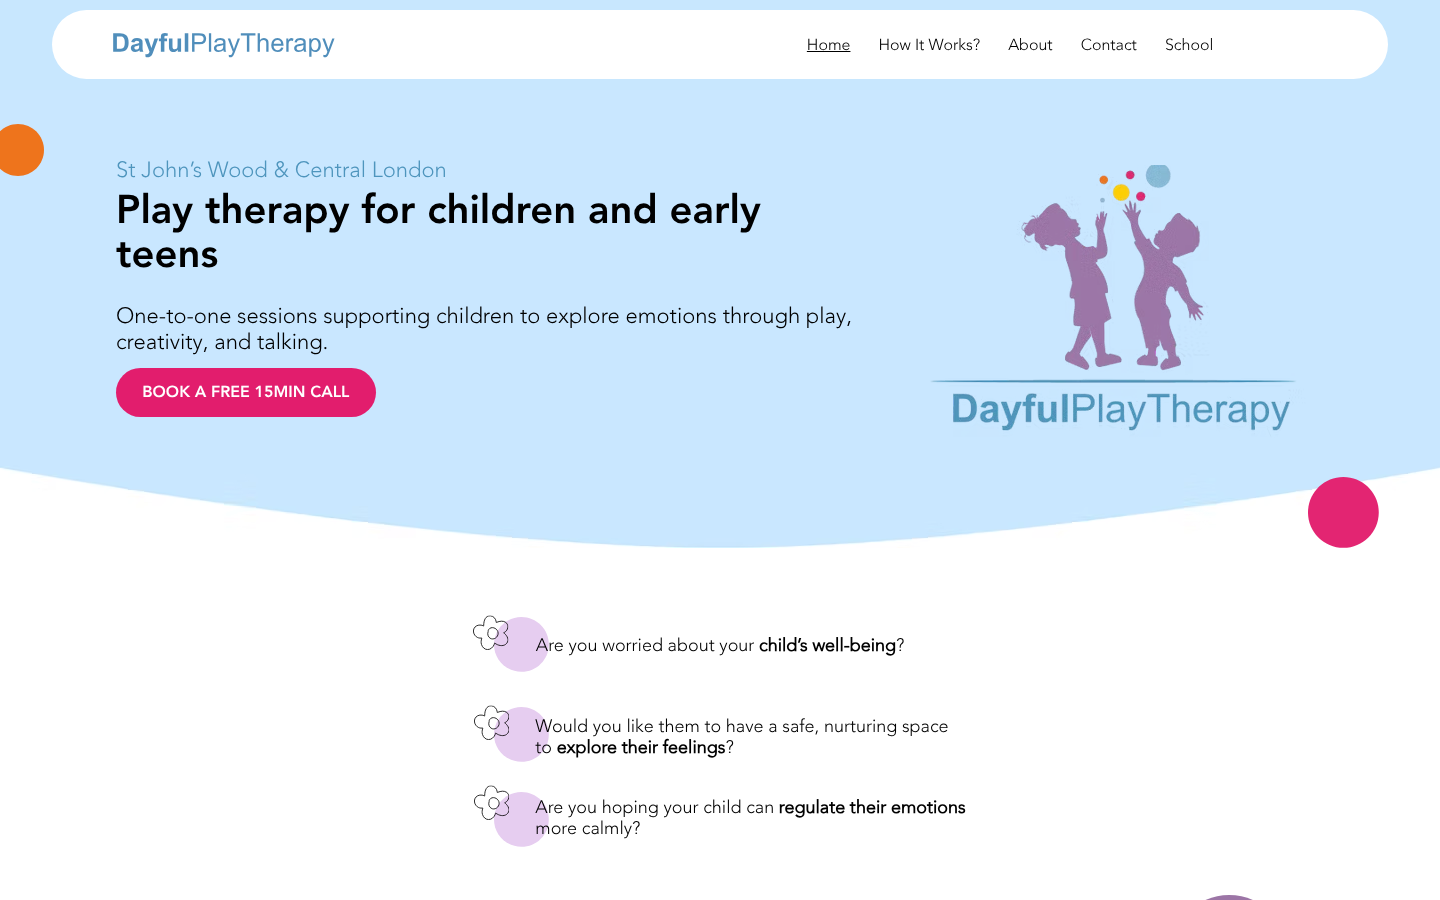 DayfulPlayTherapy
Home How It Works? About Contact School
St John’s Wood & Central London
Play therapy for children and early
teens
One-to-one sessions supporting children to explore emotions through play,
creativity, and talking.
BOOK A FREE 15MIN CALL
DayfulPlayTherapy
Are you worried about your child’s well-being?
Would you like them to have a safe, nurturing space
to explore their feelings?
Are you hoping your child can regulate their emotions
more calmly?